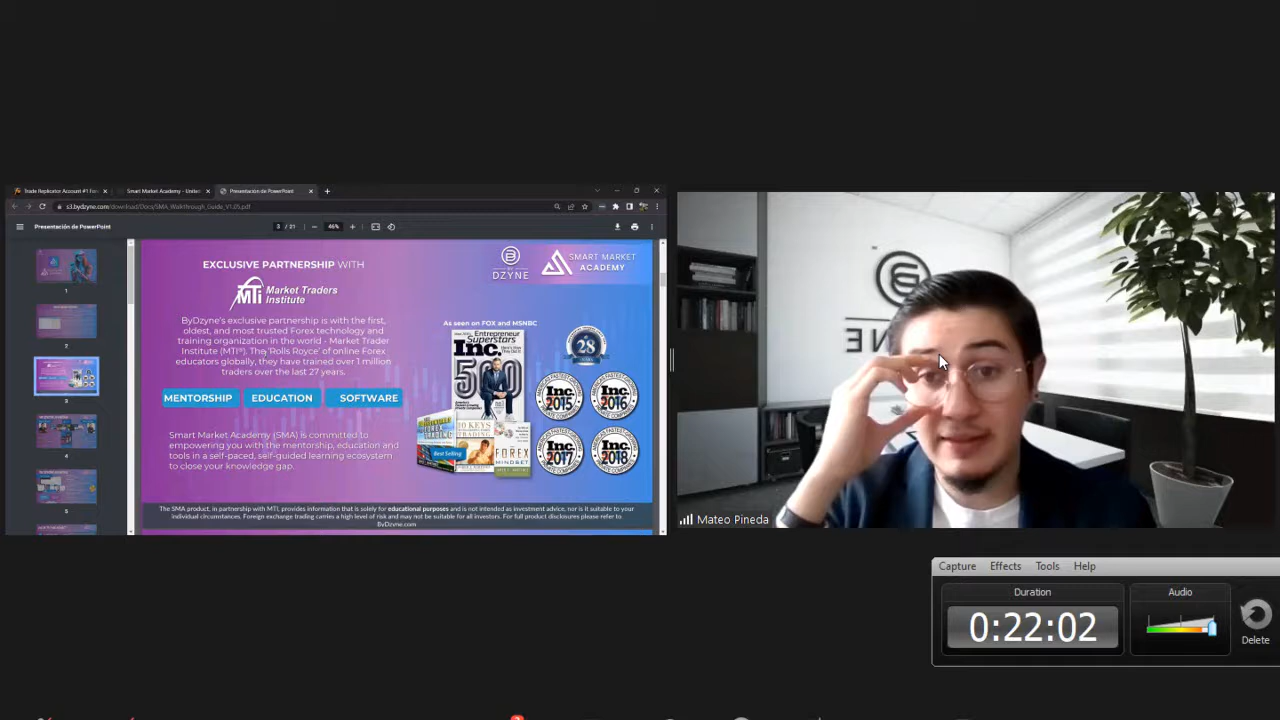 Trade Replicator Account #1 For
Smart Market Academy - United
Presentación de PowerPoint
s3.bydzyne.com/download/Docs/SMA_Walkthrough_Guide_V1.05.pdf
Presentación de PowerPoint
3 / 21
46%
1
2
3
4
5
EXCLUSIVE PARTNERSHIP WITH
MTi Market Traders
Institute
ByDzyne's exclusive partnership is with the first,
oldest, and most trusted Forex technology and
training organization in the world - Market Trader
Institute (MTI®). The 'Rolls Royce' of online Forex
educators globally, they have trained over 1 million
traders over the last 27 years.
MENTORSHIP
EDUCATION
SOFTWARE
Smart Market Academy (SMA) is committed to
empowering you with the mentorship, education and
tools in a self-paced, self-guided learning ecosystem
to close your knowledge gap.
BY
DZYNE
SMART MARKET
ACADEMY
As seen on FOX and MSNBC
Entrepreneur
Superstars
Inc.
500
28
Inc.
2015
Inc.
2016
Inc.
2017
Inc.
2018
Best Selling
10 KEYS
FOREX
MINDSET
The SMA product, in partnership with MTI, provides information that is solely for educational purposes and is not intended as investment advice, nor is it suitable to your
individual circumstances. Foreign exchange trading carries a high level of risk and may not be suitable for all investors. For full product disclosures please refer to
ByDzyne.com
Mateo Pineda
Capture Effects Tools Help
Duration
Audio
0:22:02
Delete